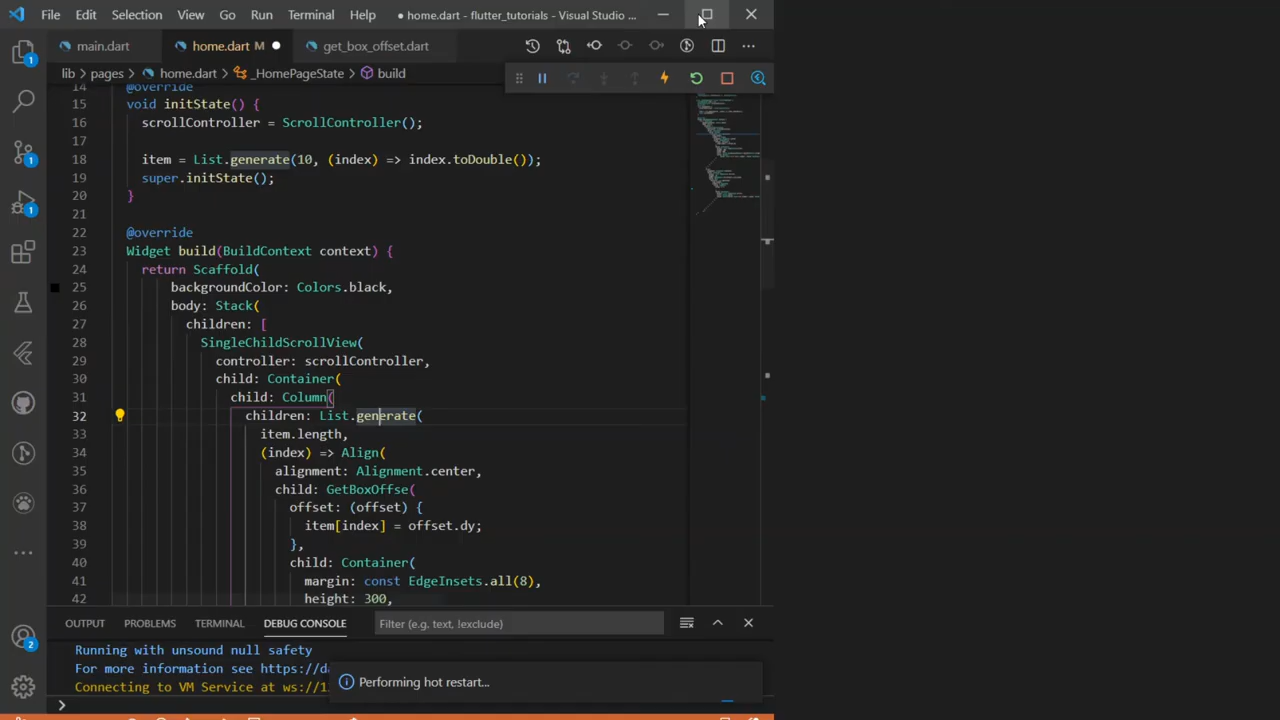 File Edit Selection View Go Run Terminal Help ● home.dart - flutter_tutorials - Visual Studio ...
main.dart home.dart M ● get_box_offset.dart
lib > pages > home.dart > _HomePageState > build
14 @override
15 void initState() {
16 scrollController = ScrollController();
17
18 item = List.generate(10, (index) => index.toDouble());
19 super.initState();
20 }
21
22 @override
23 Widget build(BuildContext context) {
24 return Scaffold(
25 backgroundColor: Colors.black,
26 body: Stack(
27 children: [
28 SingleChildScrollView(
29 controller: scrollController,
30 child: Container(
31 child: Column(
32 children: List.generate(
33 item.length,
34 (index) => Align(
35 alignment: Alignment.center,
36 child: GetBoxOffse(
37 offset: (offset) {
38 item[index] = offset.dy;
39 },
40 child: Container(
41 margin: const EdgeInsets.all(8),
42 height: 300,
1
1
1
2
OUTPUT PROBLEMS TERMINAL DEBUG CONSOLE Filter (e.g. text, !exclude)
Running with unsound null safety
For more information see https://da
Connecting to VM Service at ws://1
Performing hot restart...